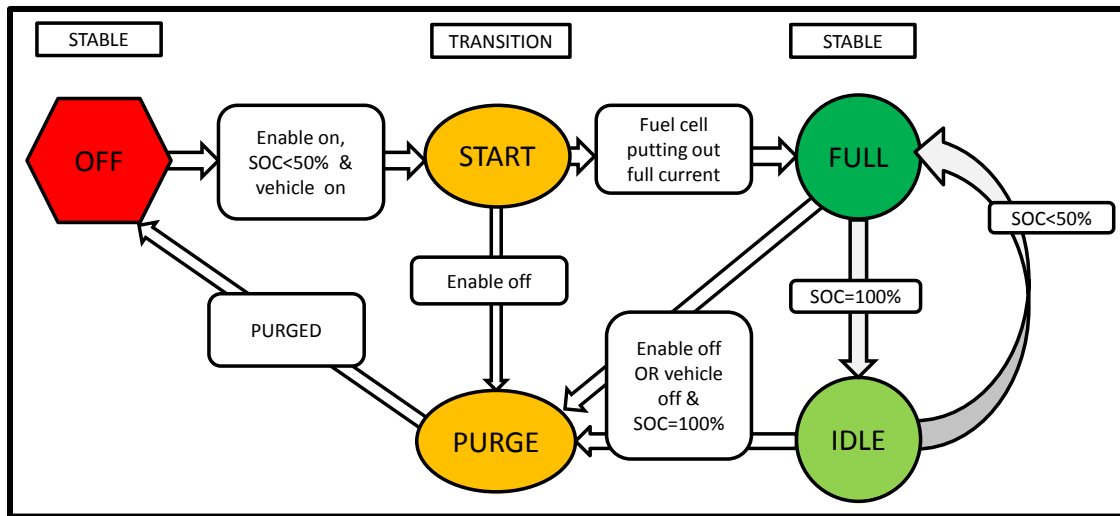 STABLE
TRANSITION
STABLE
OFF
Enable on,
SOC<50% &
vehicle on
START
Fuel cell
putting out
full current
FULL
SOC<50%
Enable off
SOC=100%
PURGED
Enable off
OR vehicle
off &
SOC=100%
PURGE
IDLE